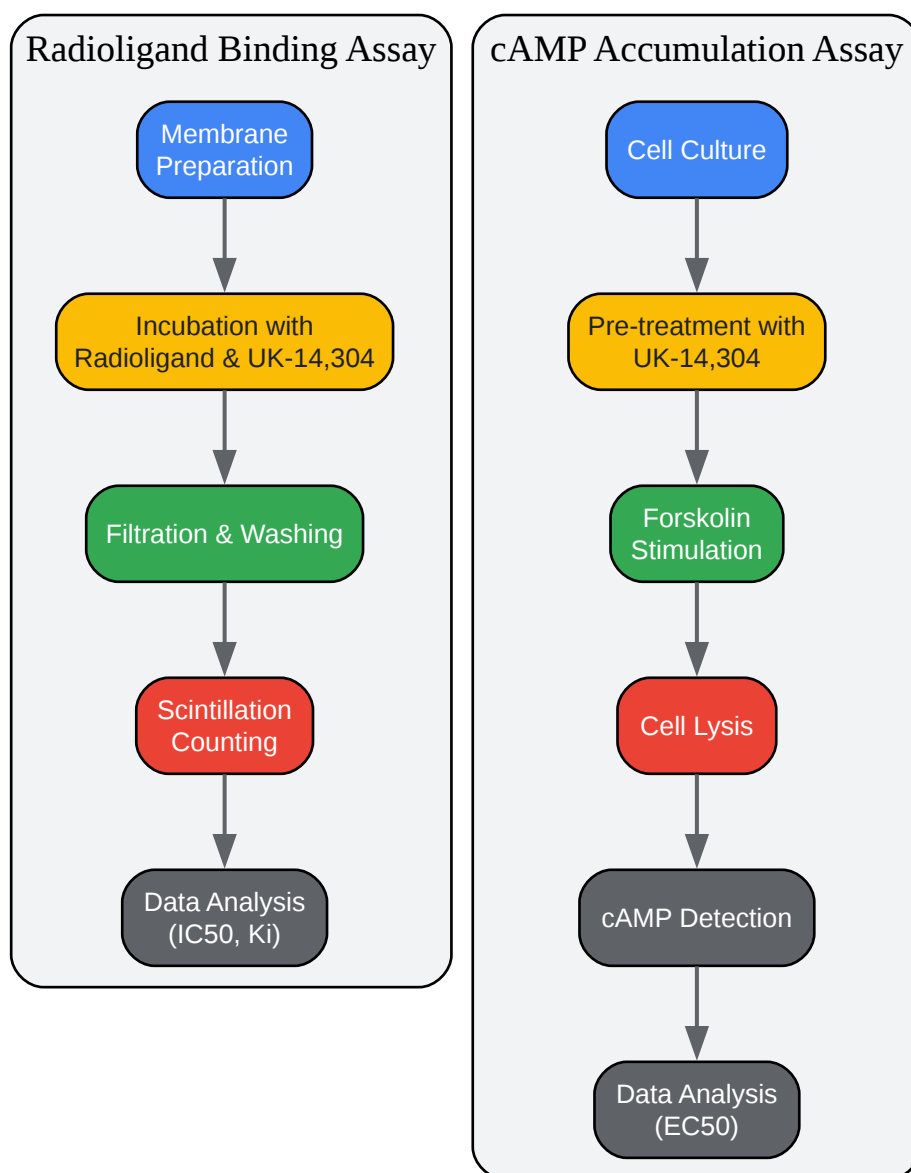 Radioligand Binding Assay
Membrane
Preparation
Incubation with
Radioligand & UK-14,304
Filtration & Washing
Scintillation
Counting
Data Analysis
(IC50, Ki)
cAMP Accumulation Assay
Cell Culture
Pre-treatment with
UK-14,304
Forskolin
Stimulation
Cell Lysis
cAMP Detection
Data Analysis
(EC50)